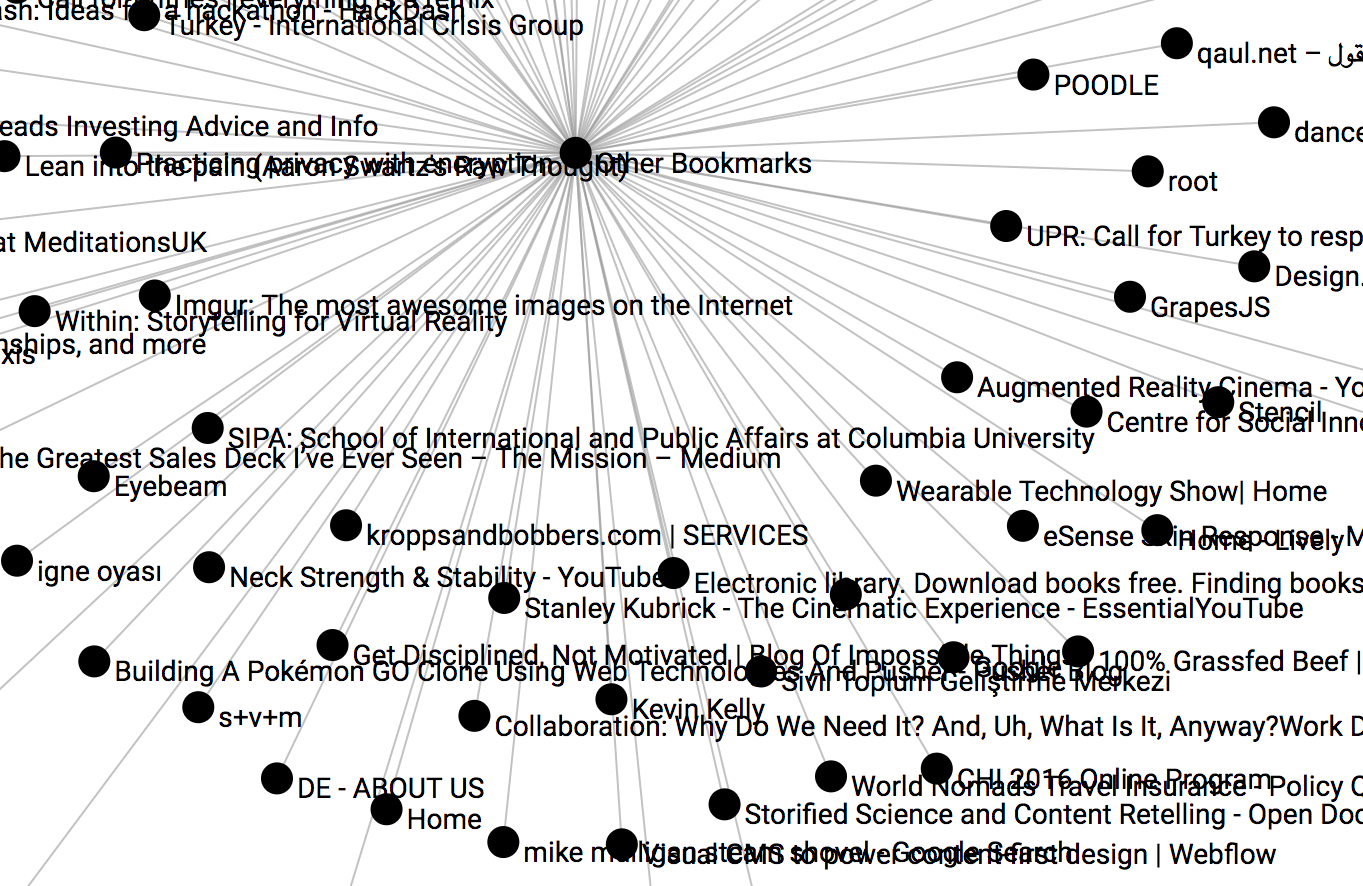 ash: Ideas for a hackathon - HackDash
Turkey - International Crisis Group
qaul.net – قول
POODLE
eads Investing Advice and Info
dance
Lean into the pain (Aaron Swartz's Raw Thought)
Practicing privacy with encryption
Other Bookmarks
root
UPR: Call for Turkey to resp
at MeditationsUK
Design.
Imgur: The most awesome images on the Internet
GrapesJS
Within: Storytelling for Virtual Reality
nships, and more
xis
Augmented Reality Cinema - Yo
Stencil
Centre for Social Inn
SIPA: School of International and Public Affairs at Columbia University
he Greatest Sales Deck I've Ever Seen – The Mission – Medium
Eyebeam
Wearable Technology Show| Home
kroppsandbobbers.com | SERVICES
eSense Skin Response - M
Home - Lively
igne oyası
Neck Strength & Stability - YouTube
Electronic library. Download books free. Finding books
Stanley Kubrick - The Cinematic Experience - EssentialYouTube
Get Disciplined, Not Motivated | Blog Of Impossible Things
100% Grassfed Beef |
Building A Pokémon GO Clone Using Web Technologies And Pusher - Pusher Blog
Sivil Toplum Geliştirme Merkezi
Kevin Kelly
s+v+m
Collaboration: Why Do We Need It? And, Uh, What Is It, Anyway?Work D
CHI 2016 Online Program
World Nomads Travel Insurance - Policy
DE - ABOUT US
Storified Science and Content Retelling - Open Doc
Home
mike mulligan steam shovel - Google Search
Visual CMS to power content-first design | Webflow